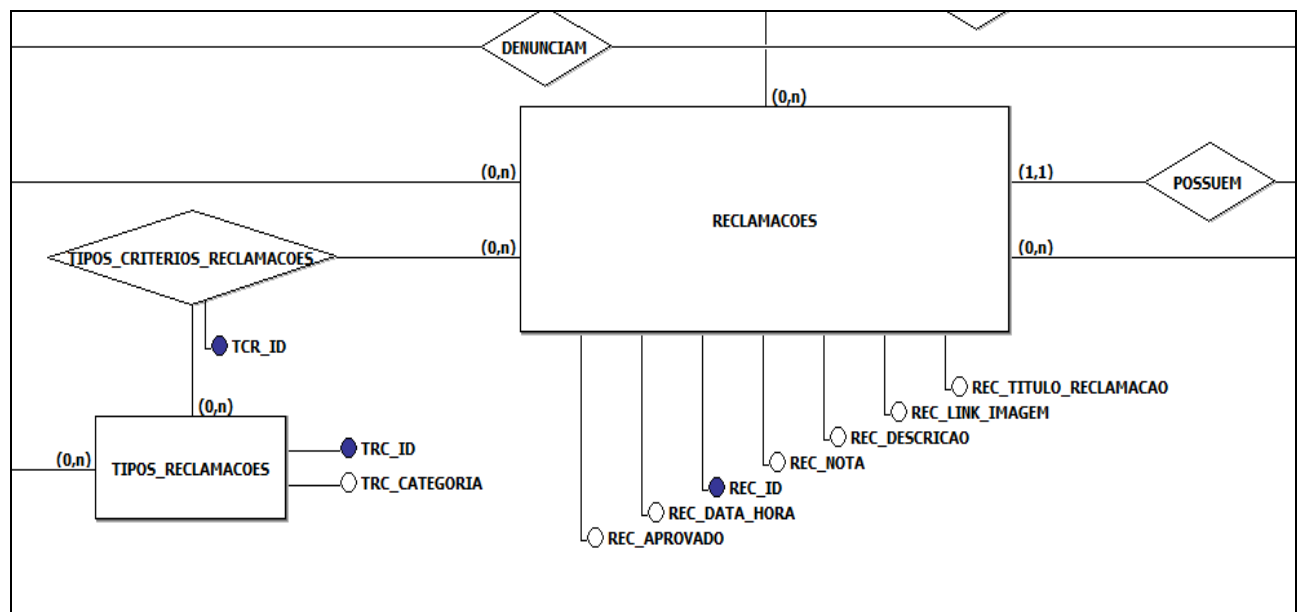 DENUNCIAM
(0,n)
(0,n)
(1,1)
POSSUEM
RECLAMACOES
(0,n)
(0,n)
TIPOS_CRITERIOS_RECLAMACOES
TCR_ID
(0,n)
(0,n)
TIPOS_RECLAMACOES
TRC_ID
TRC_CATEGORIA
REC_TITULO_RECLAMACAO
REC_LINK_IMAGEM
REC_DESCRICAO
REC_NOTA
REC_ID
REC_DATA_HORA
REC_APROVADO